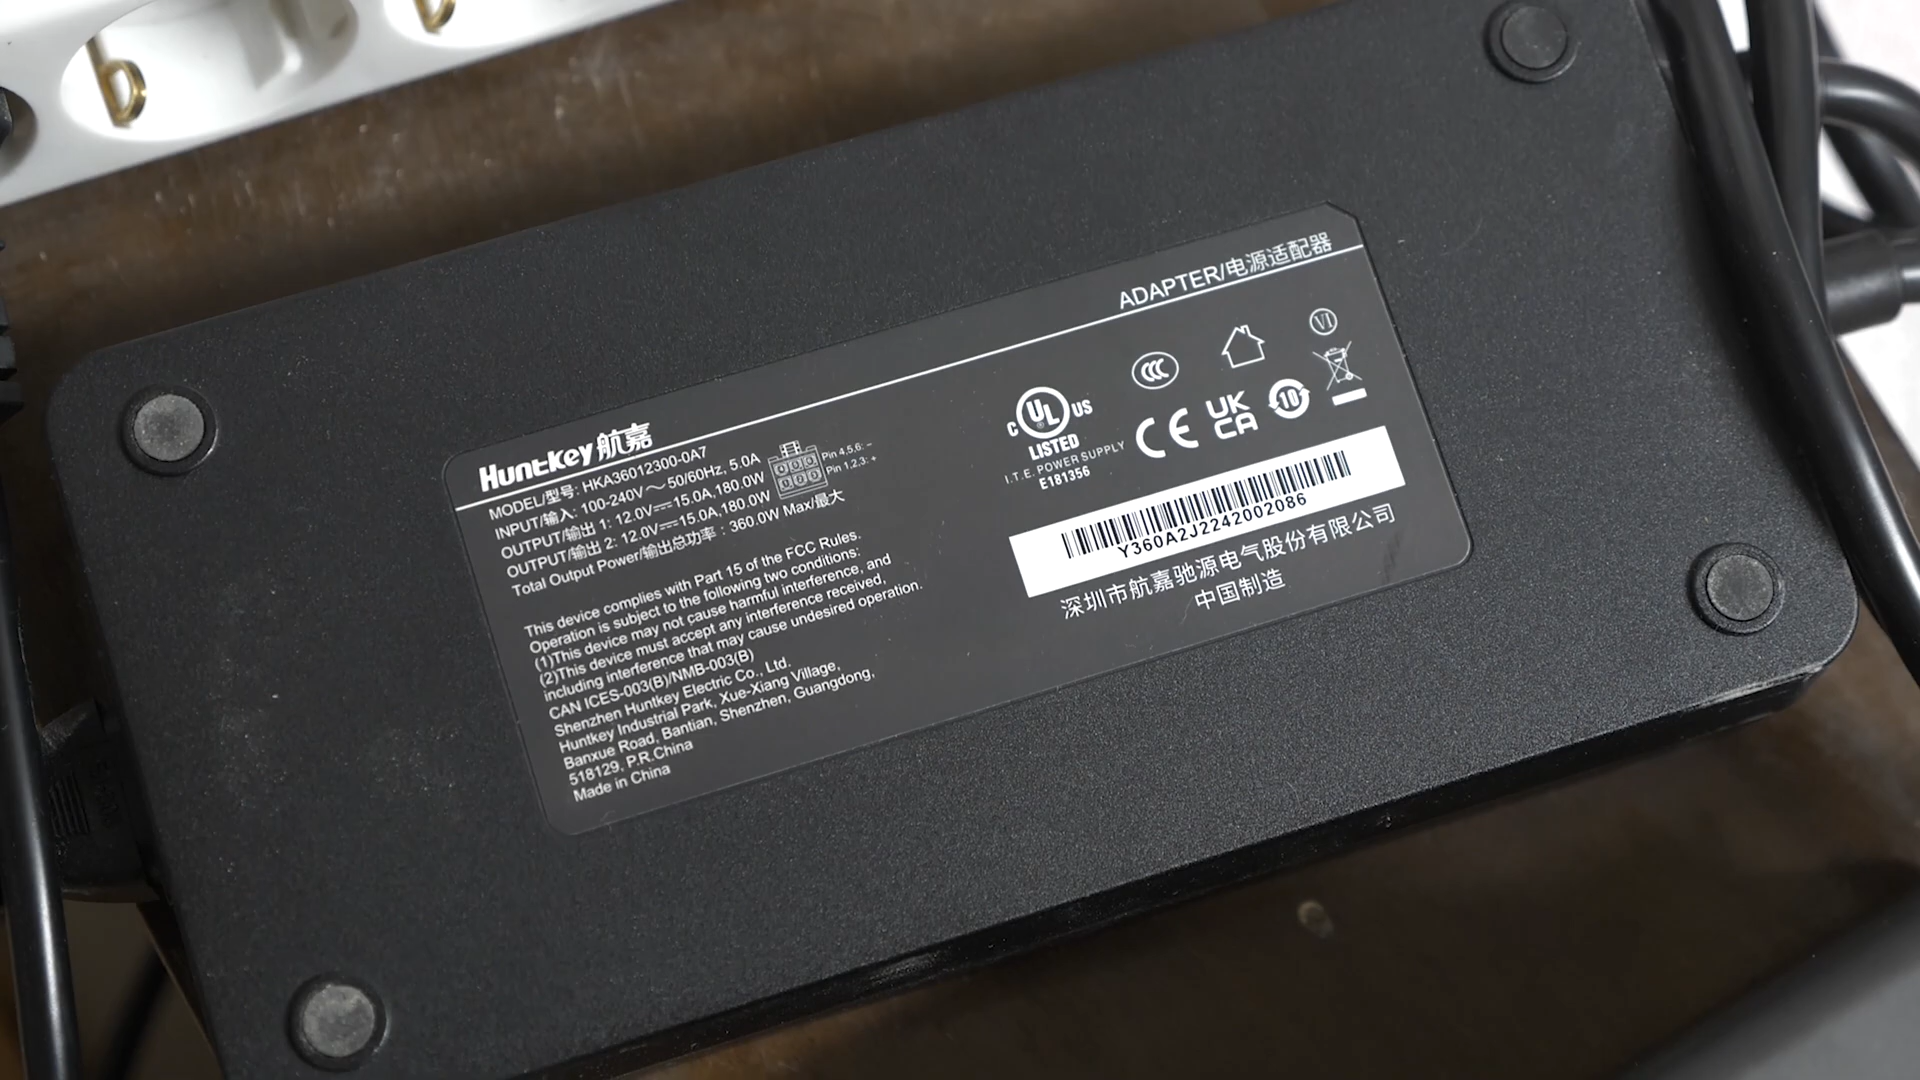 ADAPTER/电源适配器
Huntkey 航嘉
MODEL/型号: HKA36012300-0A7
INPUT/输入: 100-240V～50/60Hz, 5.0A
OUTPUT/输出 1: 12.0V⎓15.0A,180.0W
OUTPUT/输出 2: 12.0V⎓15.0A,180.0W
Total Output Power/输出总功率：360.0W Max/最大
Pin 4,5,6: −
Pin 1,2,3: +
This device complies with Part 15 of the FCC Rules.
Operation is subject to the following two conditions:
(1)This device may not cause harmful interference, and
(2)This device must accept any interference received,
including interference that may cause undesired operation.
CAN ICES-003(B)/NMB-003(B)
Shenzhen Huntkey Electric Co., Ltd.
Huntkey Industrial Park, Xue-Xiang Village,
Banxue Road, Bantian, Shenzhen, Guangdong,
518129, P.R.China
Made in China
C UL US
LISTED
I.T.E. POWER SUPPLY
E181356
CCC
VI
CE
UK
CA
10
Y360A2J2242002086
深圳市航嘉驰源电气股份有限公司
中国制造